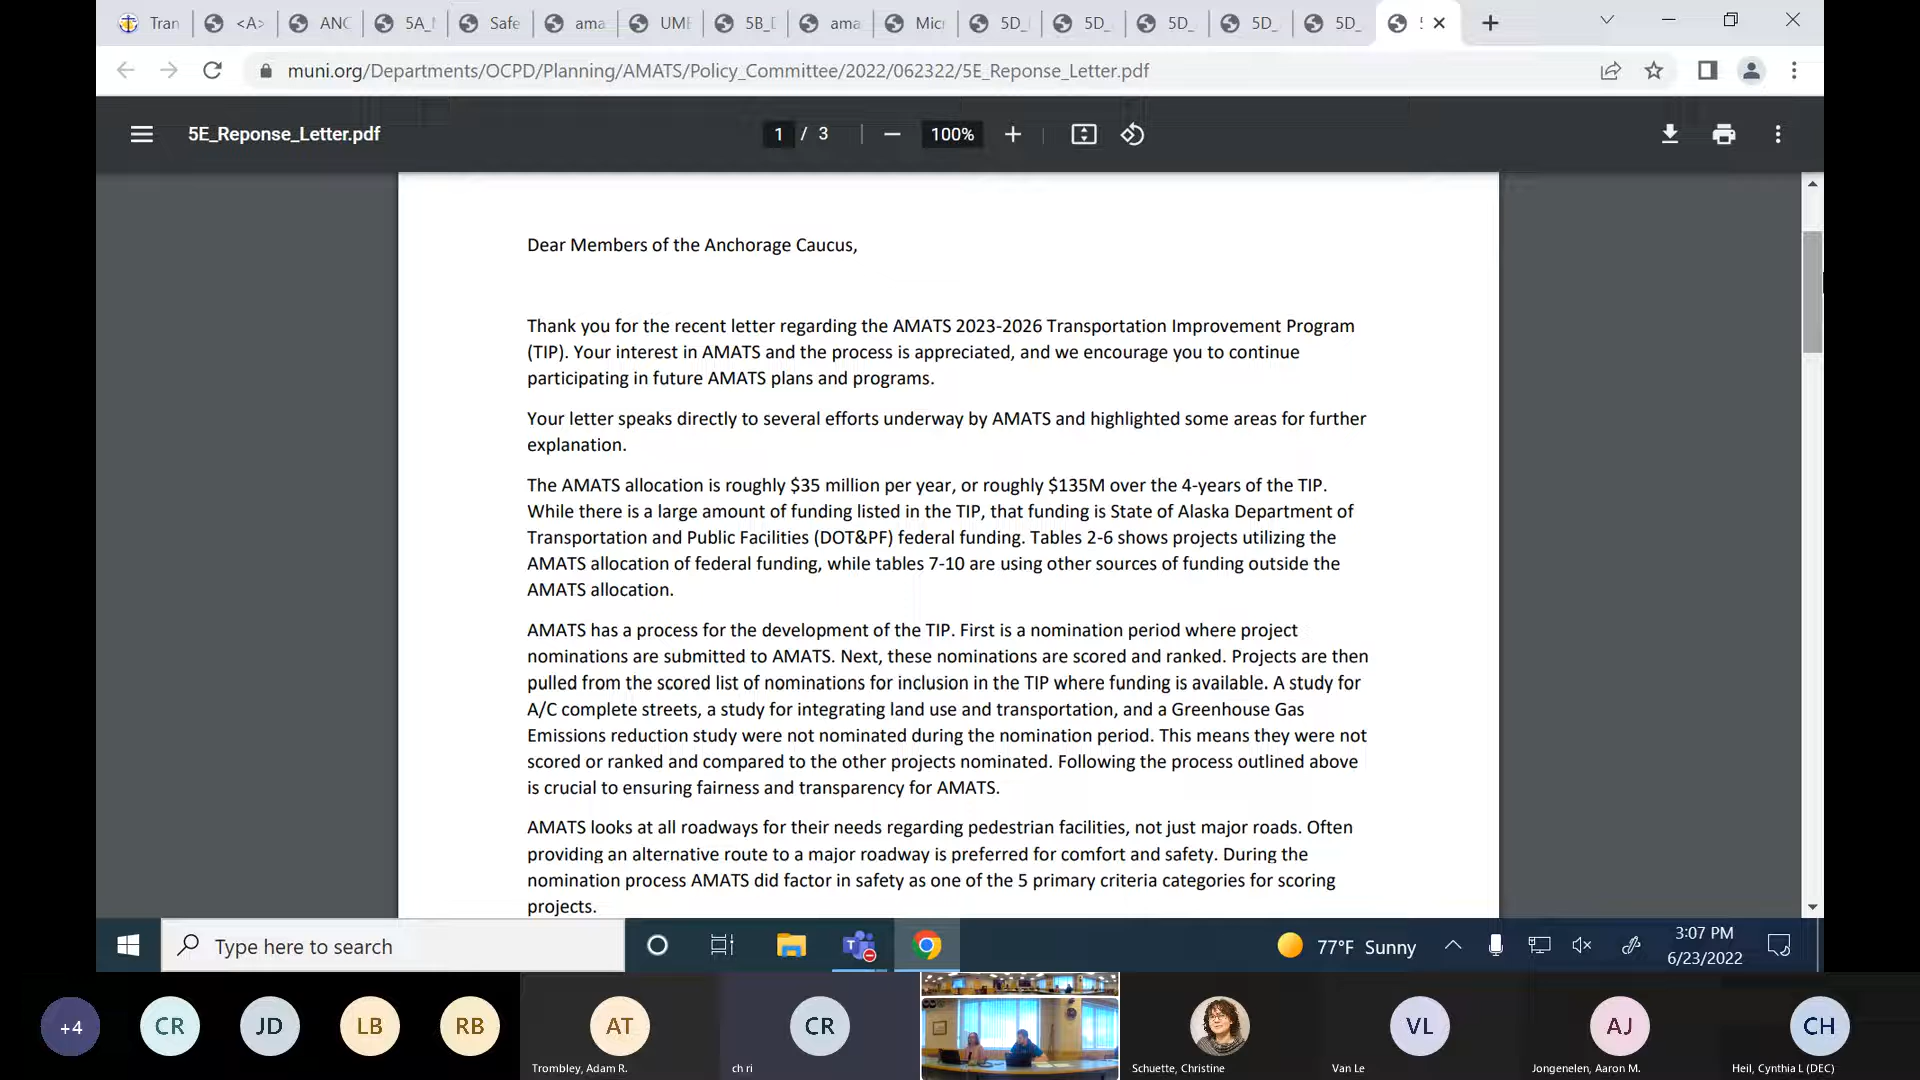 Tran
<A>
ANC
5A_
Safe
ama
UMI
5B_
ama
Micr
5D_
5D_
5D_
5D_
5D_
muni.org/Departments/OCPD/Planning/AMATS/Policy_Committee/2022/062322/5E_Reponse_Letter.pdf
5E_Reponse_Letter.pdf
1 / 3
100%
Dear Members of the Anchorage Caucus,
Thank you for the recent letter regarding the AMATS 2023-2026 Transportation Improvement Program
(TIP). Your interest in AMATS and the process is appreciated, and we encourage you to continue
participating in future AMATS plans and programs.
Your letter speaks directly to several efforts underway by AMATS and highlighted some areas for further
explanation.
The AMATS allocation is roughly $35 million per year, or roughly $135M over the 4-years of the TIP.
While there is a large amount of funding listed in the TIP, that funding is State of Alaska Department of
Transportation and Public Facilities (DOT&PF) federal funding. Tables 2-6 shows projects utilizing the
AMATS allocation of federal funding, while tables 7-10 are using other sources of funding outside the
AMATS allocation.
AMATS has a process for the development of the TIP. First is a nomination period where project
nominations are submitted to AMATS. Next, these nominations are scored and ranked. Projects are then
pulled from the scored list of nominations for inclusion in the TIP where funding is available. A study for
A/C complete streets, a study for integrating land use and transportation, and a Greenhouse Gas
Emissions reduction study were not nominated during the nomination period. This means they were not
scored or ranked and compared to the other projects nominated. Following the process outlined above
is crucial to ensuring fairness and transparency for AMATS.
AMATS looks at all roadways for their needs regarding pedestrian facilities, not just major roads. Often
providing an alternative route to a major roadway is preferred for comfort and safety. During the
nomination process AMATS did factor in safety as one of the 5 primary criteria categories for scoring
projects.
Type here to search
77°F Sunny
3:07 PM
6/23/2022
+4
CR
JD
LB
RB
AT
CR
VL
AJ
CH
Trombley, Adam R.
ch ri
Schuette, Christine
Van Le
Jongenelen, Aaron M.
Heil, Cynthia L (DEC)